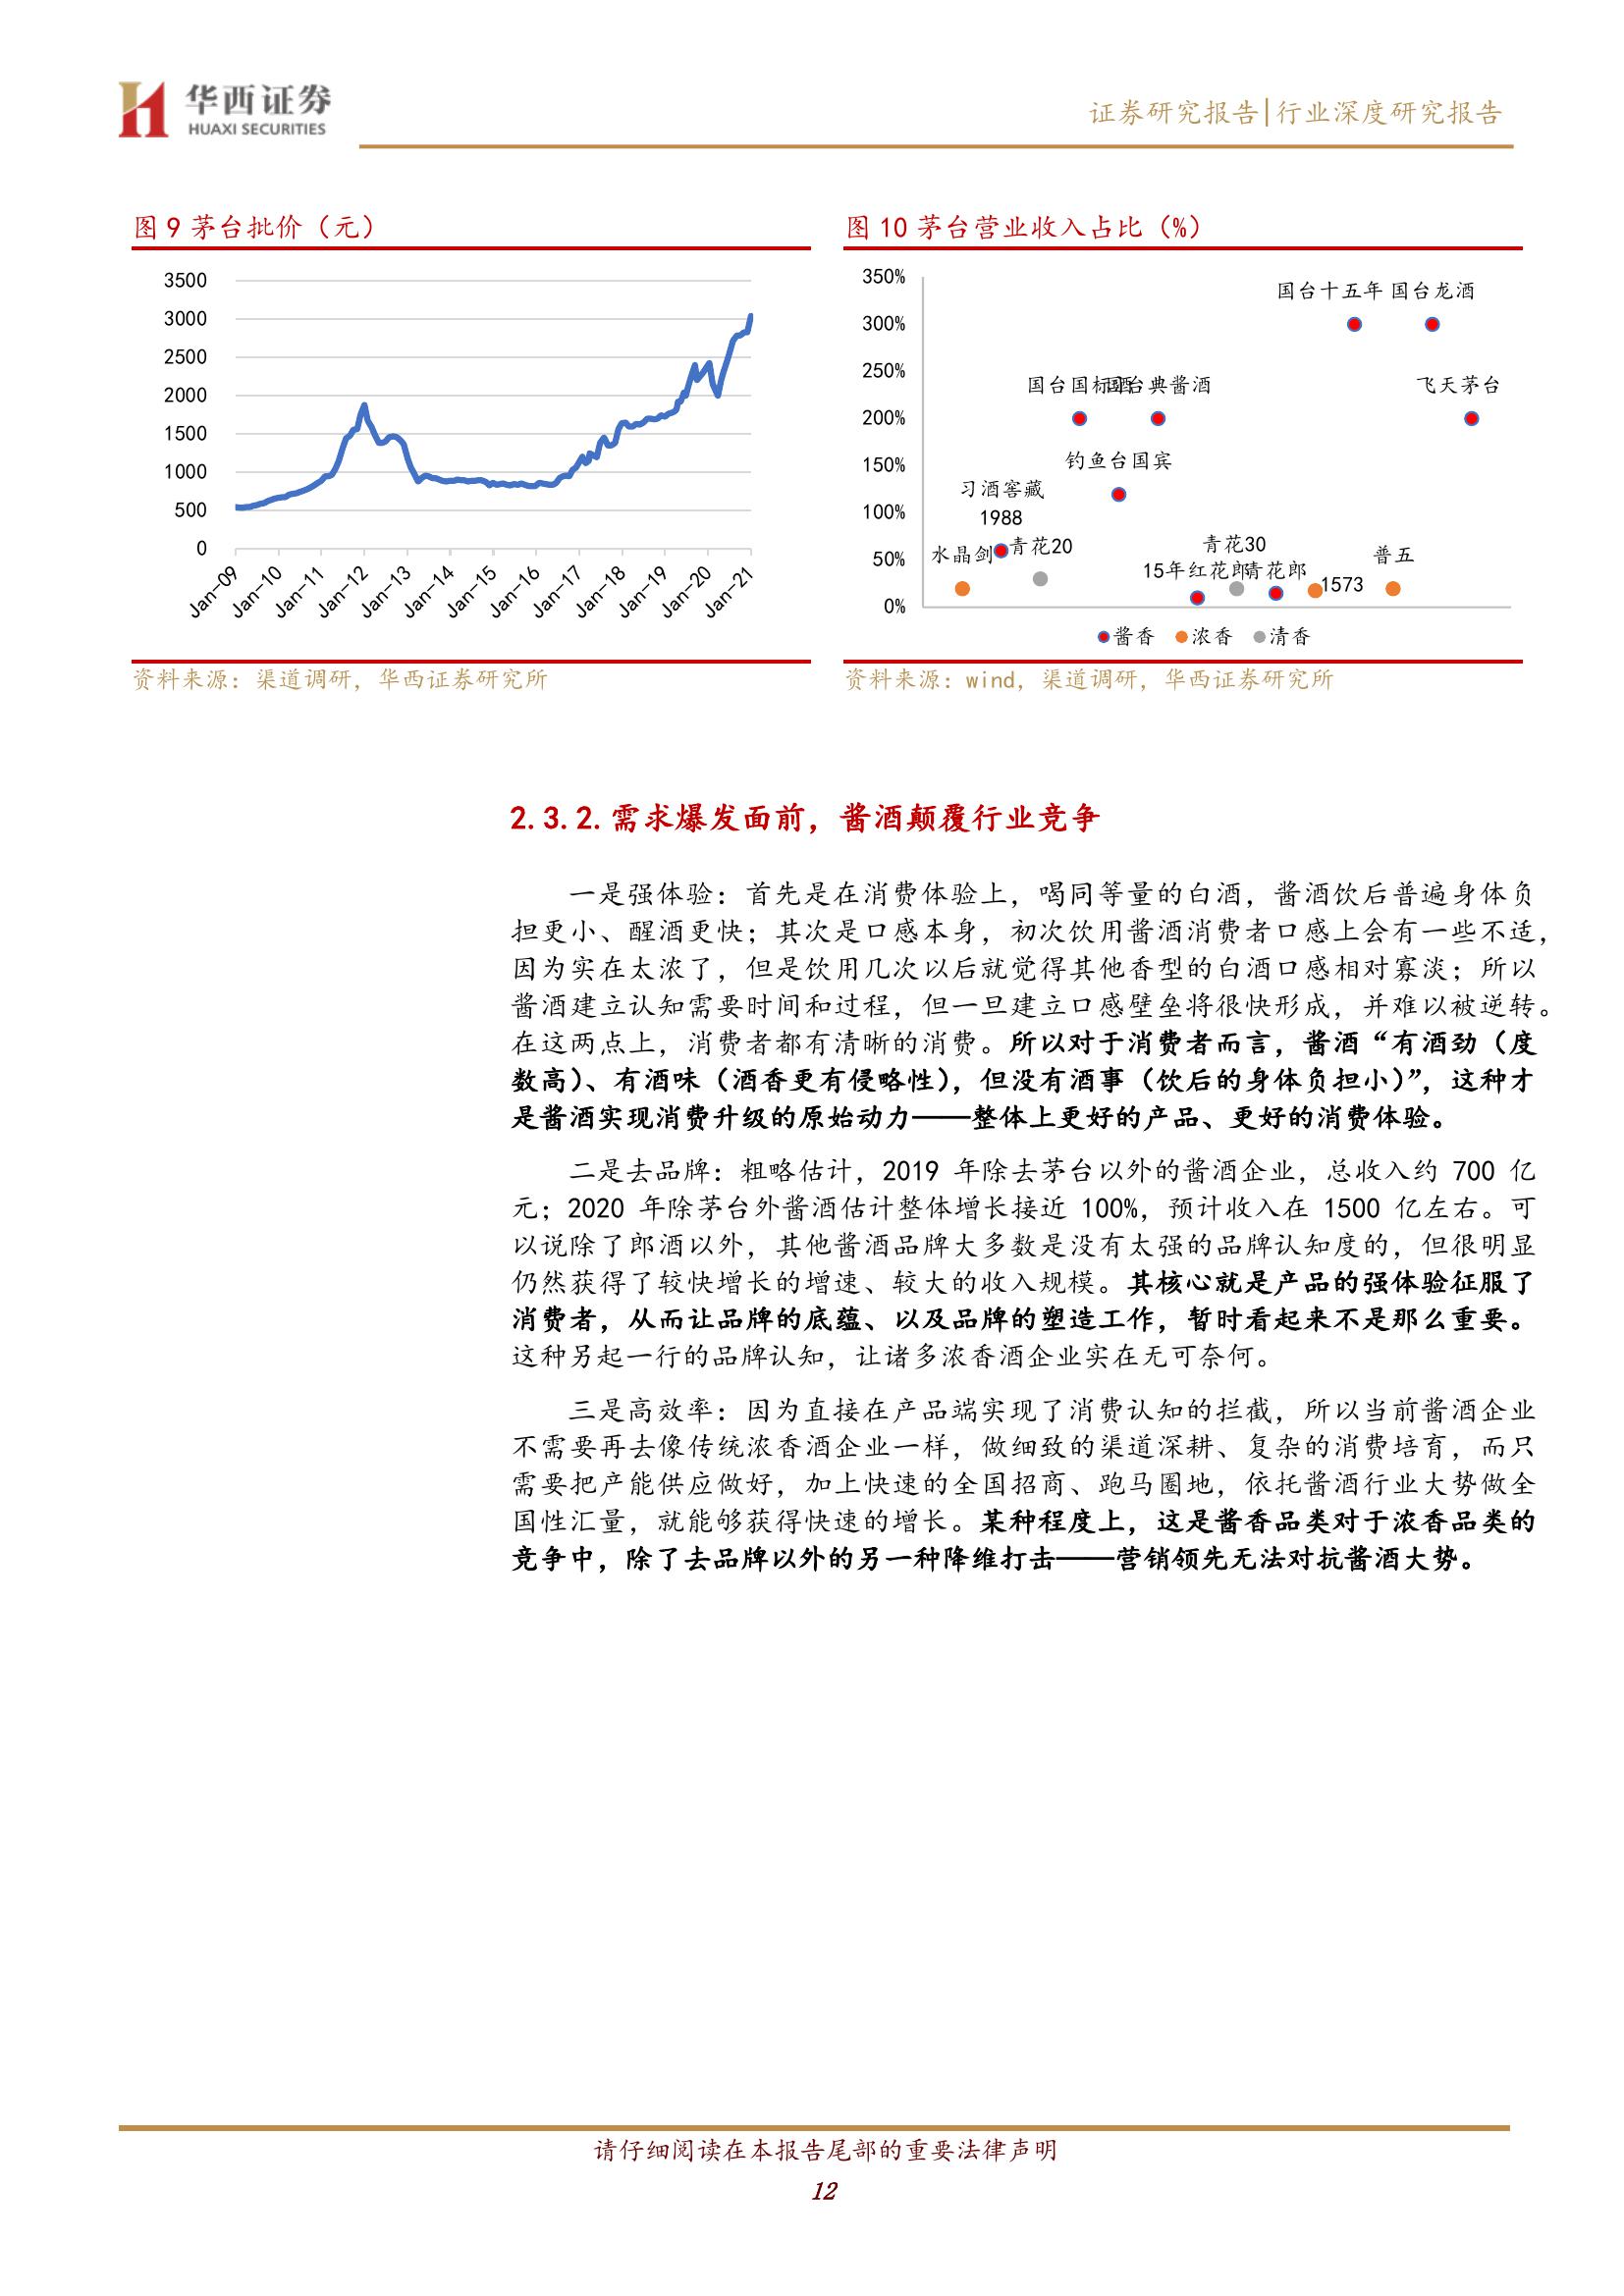 华西证券
HUAXI SECURITIES
证券研究报告|行业深度研究报告
图 9 茅台批价（元）
3500
3000
2500
2000
1500
1000
500
0
Jan-09
Jan-10
Jan-11
Jan-12
Jan-13
Jan-14
Jan-15
Jan-16
Jan-17
Jan-18
Jan-19
Jan-20
Jan-21
资料来源：渠道调研，华西证券研究所
图 10 茅台营业收入占比（%）
350%
300%
250%
200%
150%
100%
50%
0%
国台十五年
国台龙酒
国台国标酒
国台典酱酒
飞天茅台
钓鱼台国宾
习酒窖藏
1988
水晶剑
青花20
青花30
15年红花郎
青花郎
1573
普五
酱香
浓香
清香
资料来源：wind，渠道调研，华西证券研究所
2.3.2.需求爆发面前，酱酒颠覆行业竞争
一是强体验：首先是在消费体验上，喝同等量的白酒，酱酒饮后普遍身体负
担更小、醒酒更快；其次是口感本身，初次饮用酱酒消费者口感上会有一些不适，
因为实在太浓了，但是饮用几次以后就觉得其他香型的白酒口感相对寡淡；所以
酱酒建立认知需要时间和过程，但一旦建立口感壁垒将很快形成，并难以被逆转。
在这两点上，消费者都有清晰的消费。所以对于消费者而言，酱酒“有酒劲（度
数高）、有酒味（酒香更有侵略性），但没有酒事（饮后的身体负担小）”，这种才
是酱酒实现消费升级的原始动力——整体上更好的产品、更好的消费体验。
二是去品牌：粗略估计，2019 年除去茅台以外的酱酒企业，总收入约 700 亿
元；2020 年除茅台外酱酒估计整体增长接近 100%，预计收入在 1500 亿左右。可
以说除了郎酒以外，其他酱酒品牌大多数是没有太强的品牌认知度的，但很明显
仍然获得了较快增长的增速、较大的收入规模。其核心就是产品的强体验征服了
消费者，从而让品牌的底蕴、以及品牌的塑造工作，暂时看起来不是那么重要。
这种另起一行的品牌认知，让诸多浓香酒企业实在无可奈何。
三是高效率：因为直接在产品端实现了消费认知的拦截，所以当前酱酒企业
不需要再去像传统浓香酒企业一样，做细致的渠道深耕、复杂的消费培育，而只
需要把产能供应做好，加上快速的全国招商、跑马圈地，依托酱酒行业大势做全
国性汇量，就能够获得快速的增长。某种程度上，这是酱香品类对于浓香品类的
竞争中，除了去品牌以外的另一种降维打击——营销领先无法对抗酱酒大势。
请仔细阅读在本报告尾部的重要法律声明
12